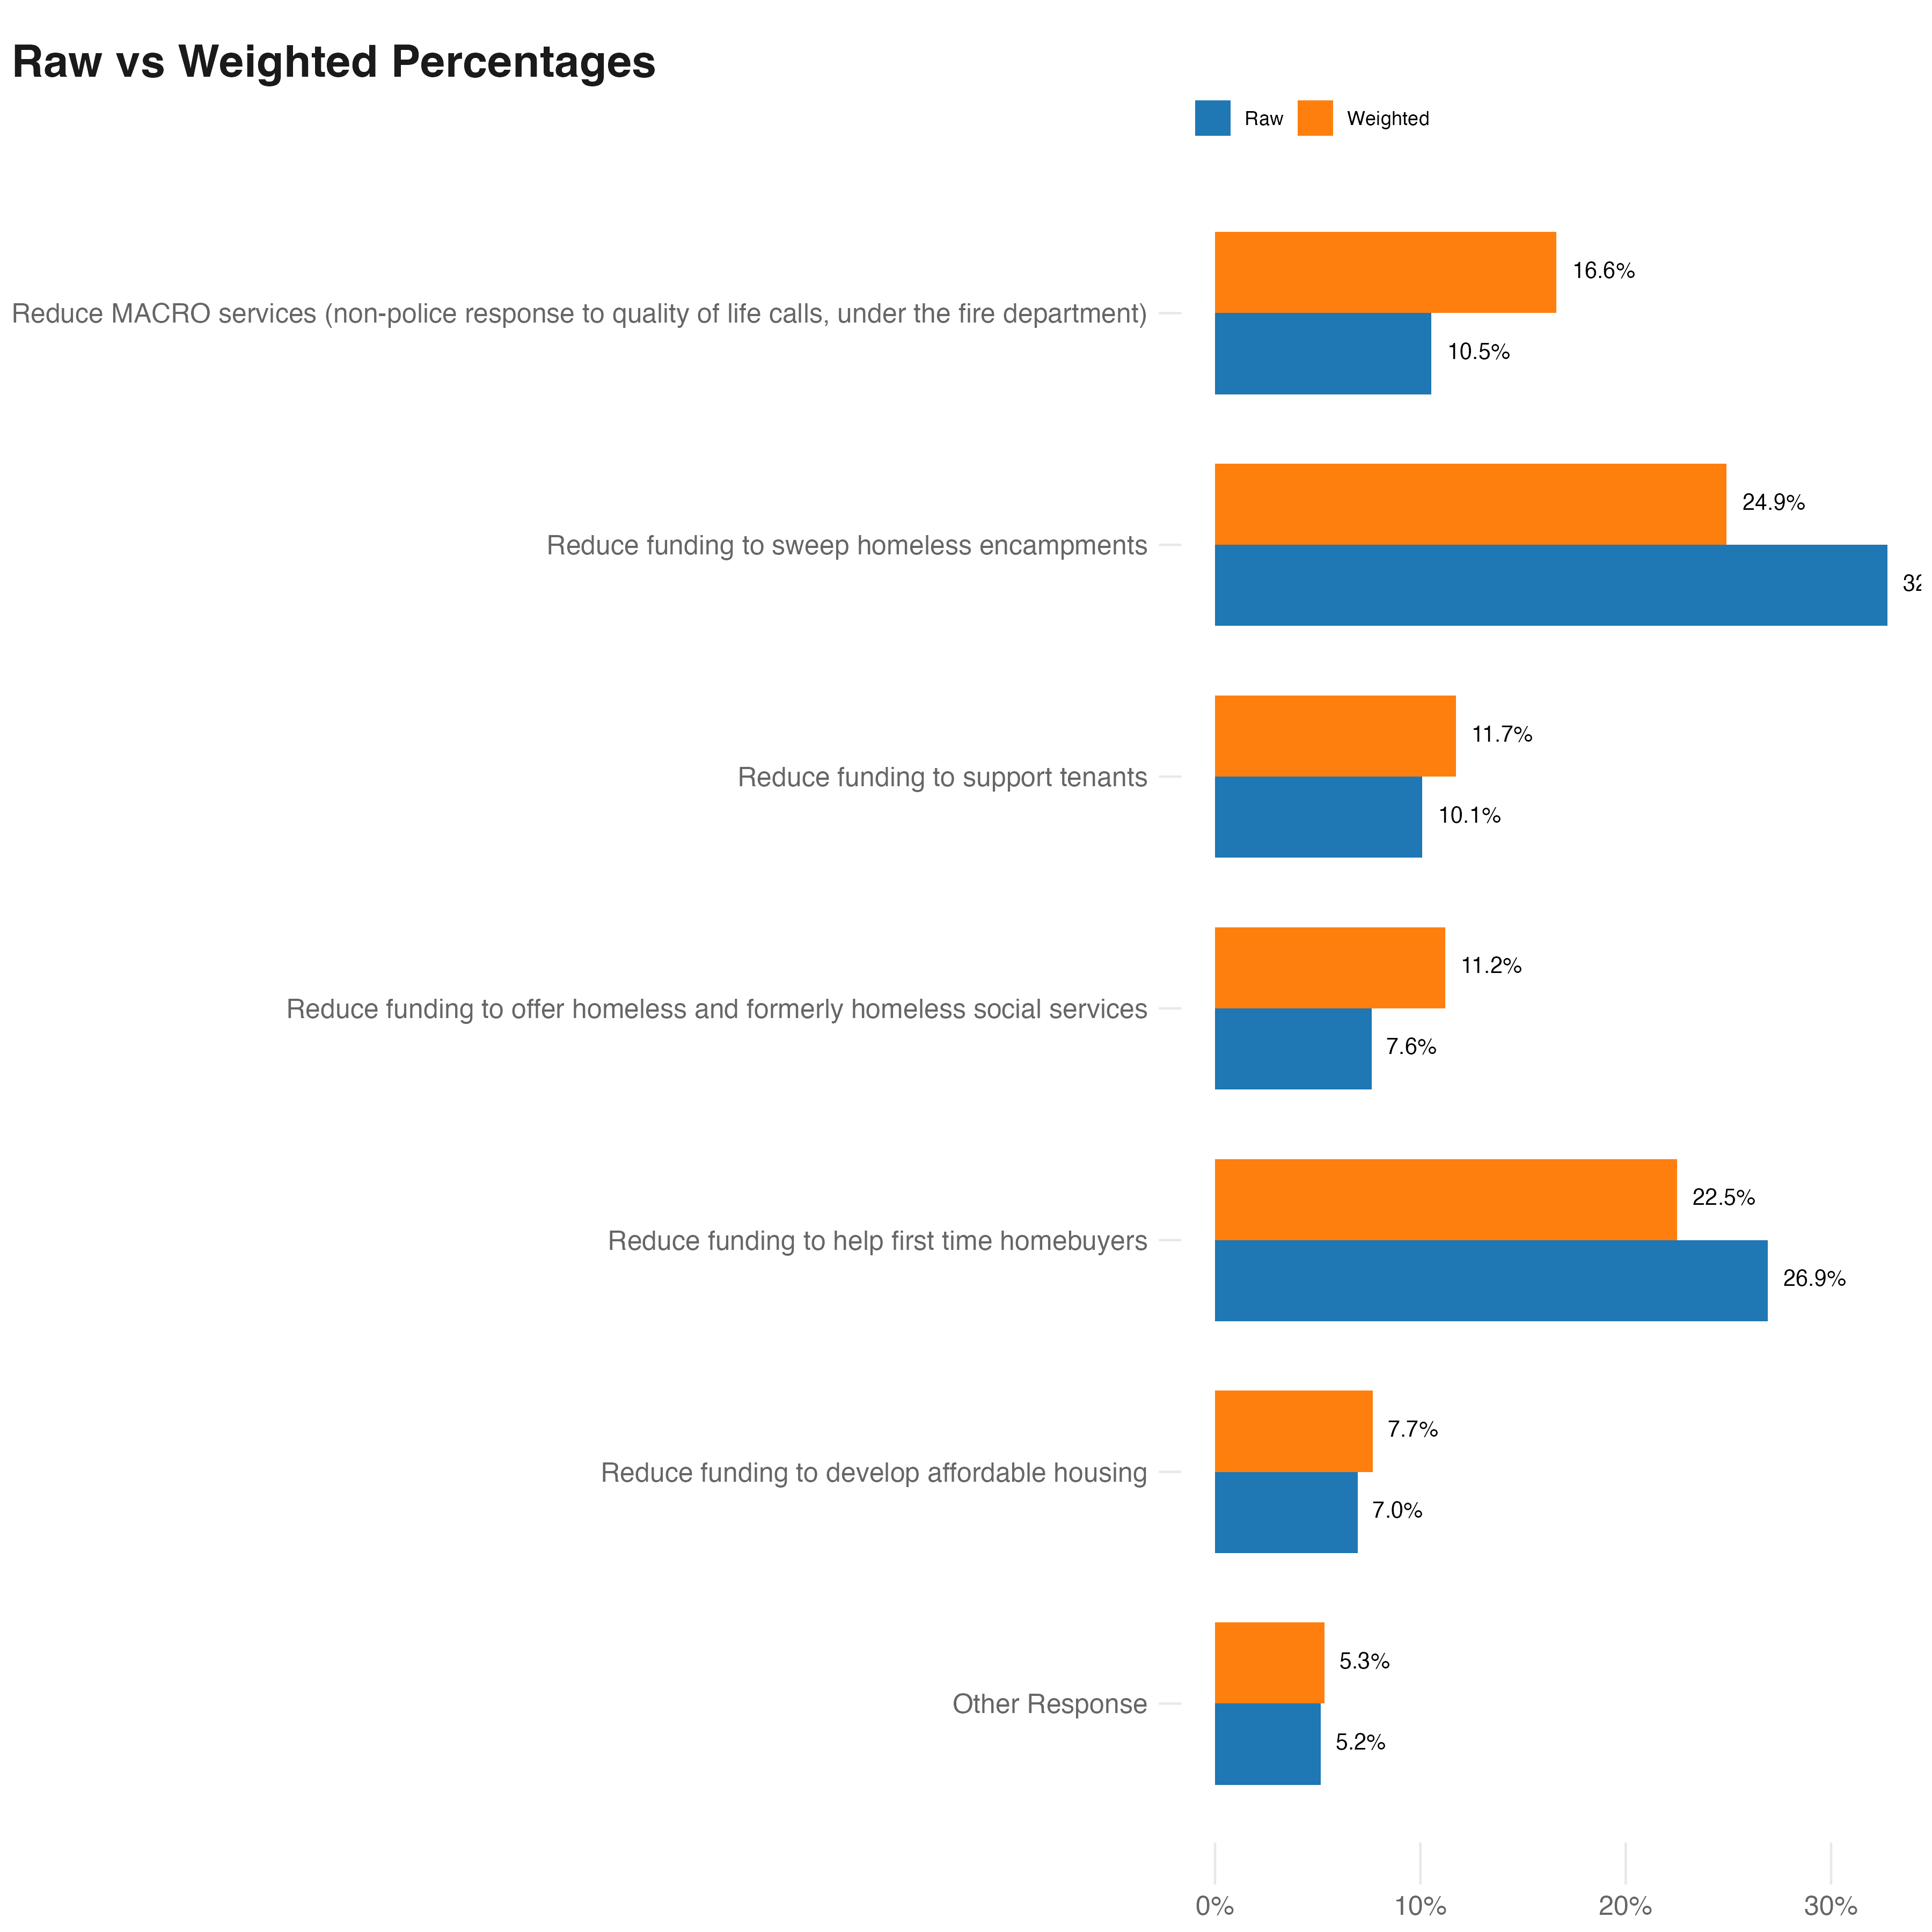 Raw vs Weighted Percentages
Raw Weighted
Reduce MACRO services (non-police response to quality of life calls, under the fire department)
16.6%
10.5%
Reduce funding to sweep homeless encampments
24.9%
Reduce funding to support tenants
11.7%
10.1%
Reduce funding to offer homeless and formerly homeless social services
11.2%
7.6%
Reduce funding to help first time homebuyers
22.5%
26.9%
Reduce funding to develop affordable housing
7.7%
7.0%
Other Response
5.3%
5.2%
0% 10% 20% 30%